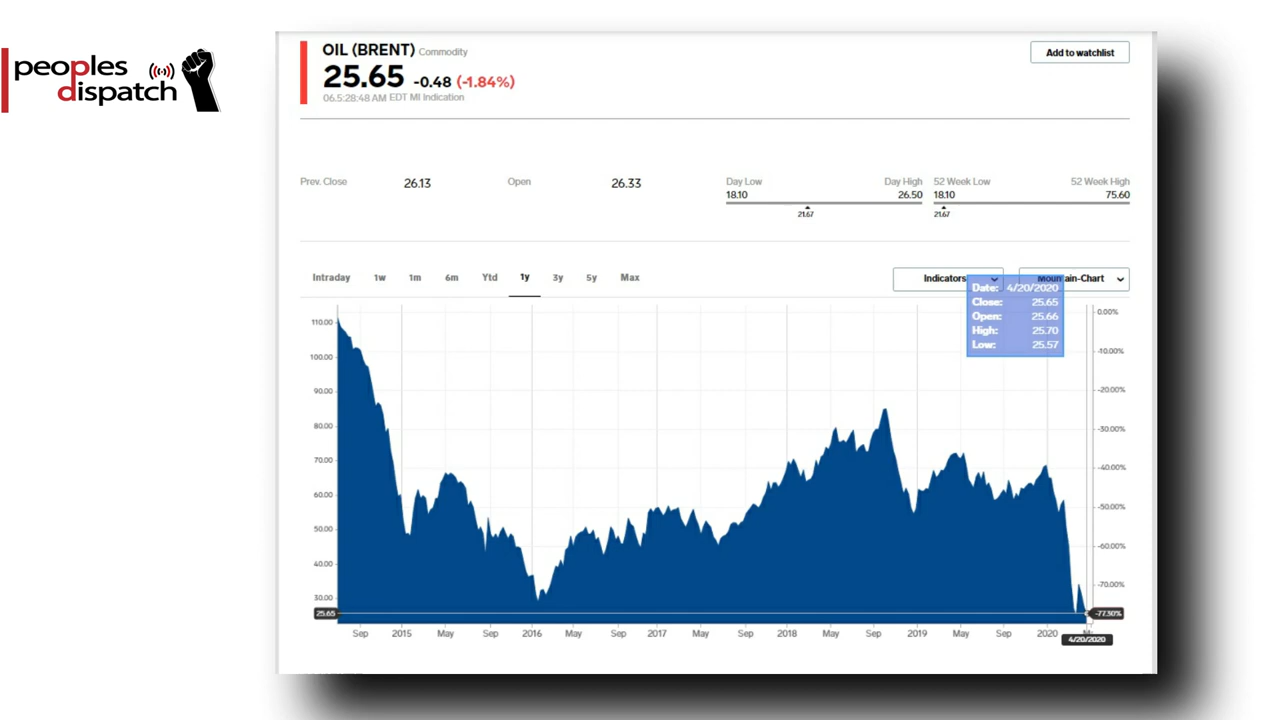 peoples
dispatch
OIL (BRENT) Commodity
25.65 -0.48 (-1.84%)
06.5:28:48 AM EDT MI Indication
Add to watchlist
Prev. Close 26.13 Open 26.33
Day Low Day High 52 Week Low 52 Week High
18.10 26.50 18.10 75.60
21.67 21.67
Intraday 1w 1m 6m Ytd 1y 3y 5y Max
Indicators Mountain-Chart
Date: 4/20/2020
Close: 25.65
Open: 25.66
High: 25.70
Low: 25.57
110.00 0.00%
100.00 -10.00%
90.00 -20.00%
80.00 -30.00%
70.00 -40.00%
60.00 -50.00%
50.00 -60.00%
40.00 -70.00%
30.00
25.65 -77.30%
Sep 2015 May Sep 2016 May Sep 2017 May Sep 2018 May Sep 2019 May Sep 2020
4/20/2020